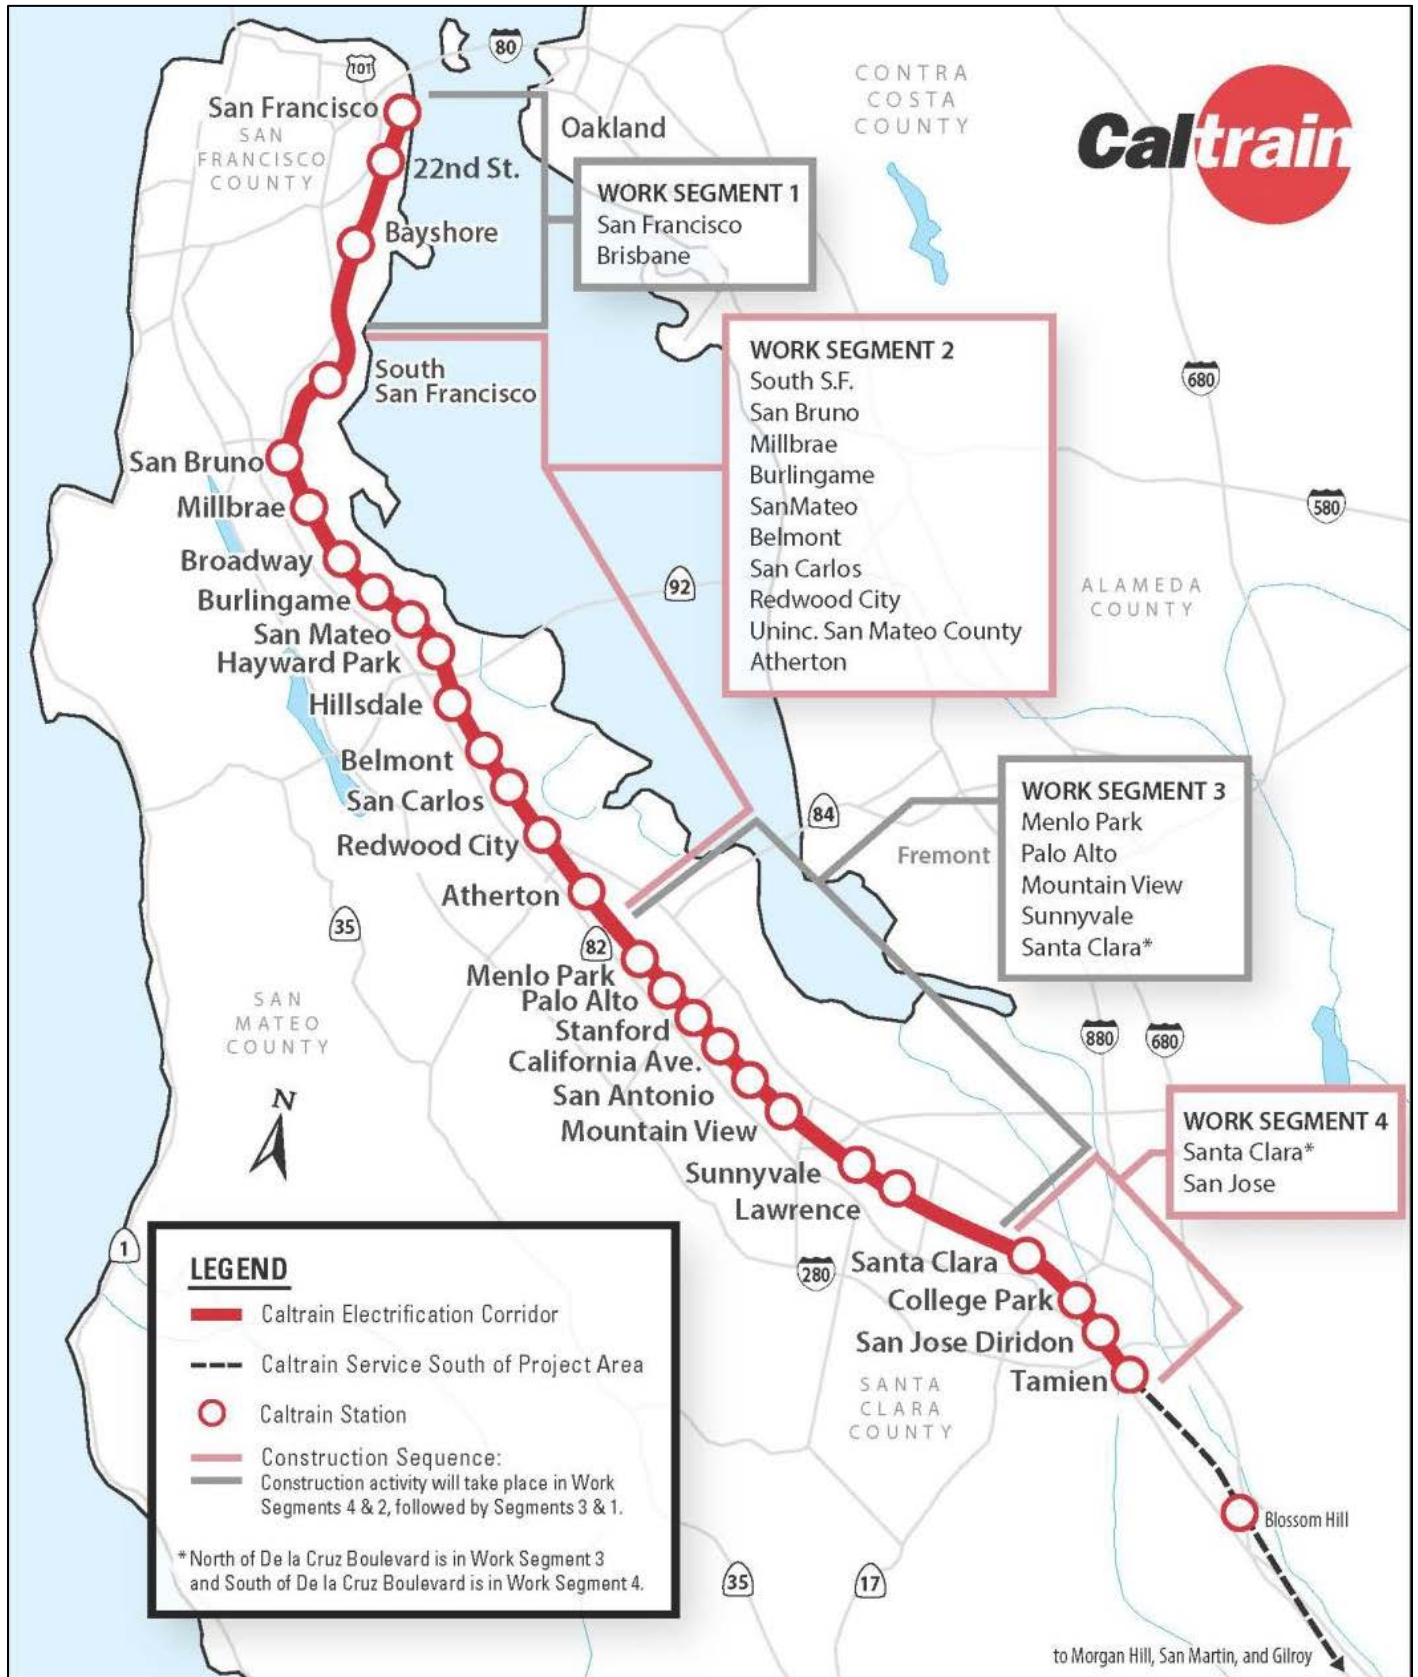 80
101
CONTRA
COSTA
COUNTY
Caltrain
San Francisco
SAN
FRANCISCO
COUNTY
Oakland
22nd St.
WORK SEGMENT 1
San Francisco
Brisbane
Bayshore
WORK SEGMENT 2
South S.F.
San Bruno
Millbrae
Burlingame
SanMateo
Belmont
San Carlos
Redwood City
Uninc. San Mateo County
Atherton
680
South
San Francisco
San Bruno
Millbrae
580
Broadway
Burlingame
92
ALAMEDA
COUNTY
San Mateo
Hayward Park
Hillsdale
Belmont
San Carlos
Redwood City
84
Fremont
WORK SEGMENT 3
Menlo Park
Palo Alto
Mountain View
Sunnyvale
Santa Clara*
Atherton
35
82
Menlo Park
Palo Alto
Stanford
California Ave.
San Antonio
Mountain View
SAN
MATEO
COUNTY
N
880
680
WORK SEGMENT 4
Santa Clara*
San Jose
Sunnyvale
Lawrence
1
280
Santa Clara
College Park
San Jose Diridon
Tamien
SANTA
CLARA
COUNTY
LEGEND
Caltrain Electrification Corridor
Caltrain Service South of Project Area
Caltrain Station
Construction Sequence:
Construction activity will take place in Work
Segments 4 & 2, followed by Segments 3 & 1.
* North of De la Cruz Boulevard is in Work Segment 3
and South of De la Cruz Boulevard is in Work Segment 4.
Blossom Hill
35
17
to Morgan Hill, San Martin, and Gilroy